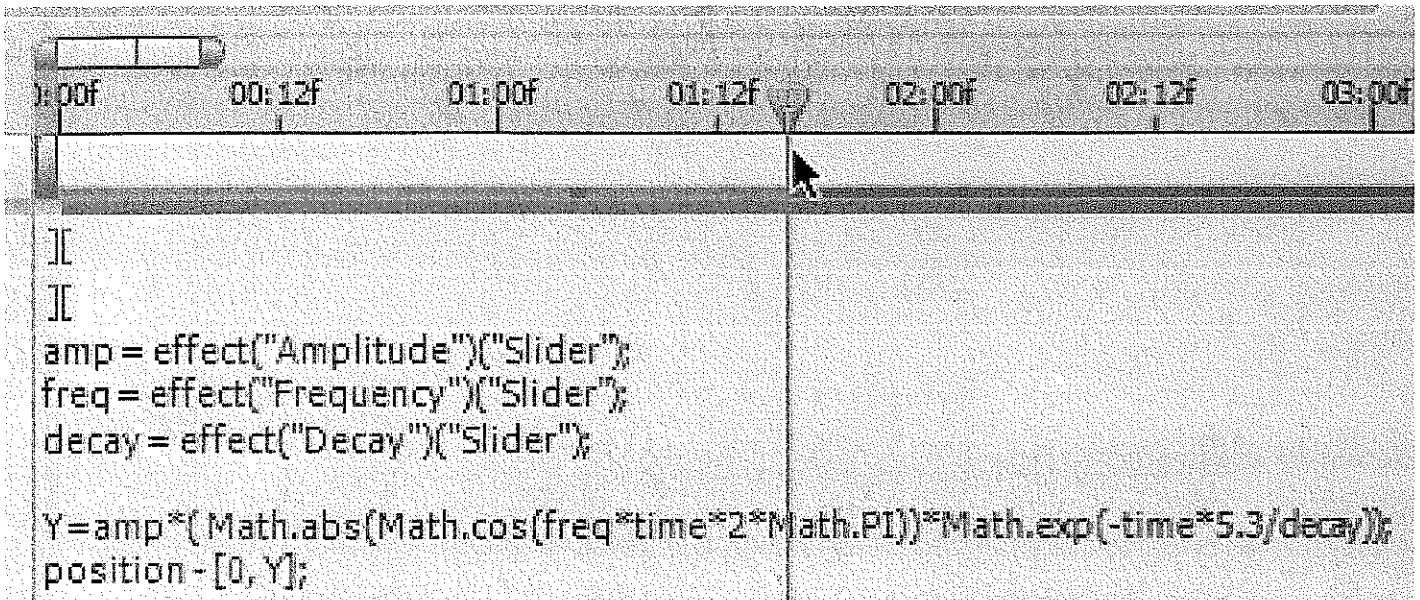 0:00f 00:12f 01:00f 01:12f 02:00f 02:12f 03:00f
][
][
amp = effect("Amplitude")("Slider");
freq = effect("Frequency")("Slider");
decay = effect("Decay")("Slider");
Y=amp*( Math.abs(Math.cos(freq*time*2*Math.PI))*Math.exp(-time*5.3/decay));
position - [0, Y];